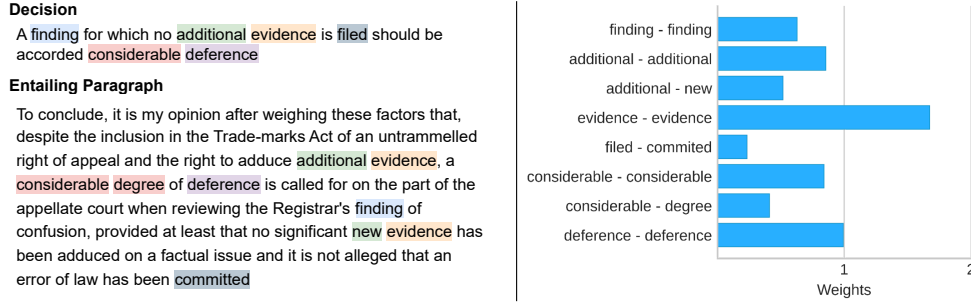 Decision
A finding for which no additional evidence is filed should be
accorded considerable deference
Entailing Paragraph
To conclude, it is my opinion after weighing these factors that,
despite the inclusion in the Trade-marks Act of an untrammelled
right of appeal and the right to adduce additional evidence, a
considerable degree of deference is called for on the part of the
appellate court when reviewing the Registrar's finding of
confusion, provided at least that no significant new evidence has
been adduced on a factual issue and it is not alleged that an
error of law has been committed
finding - finding
additional - additional
additional - new
evidence - evidence
filed - commited
considerable - considerable
considerable - degree
deference - deference
1
2
Weights